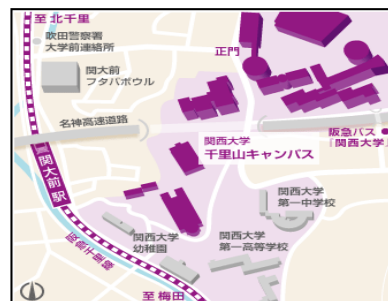 至北千里
吹田警察署
大学前連絡所
正門
関大前
フタバボウル
名神高速道路
阪急バス
「関西大学」
関西大学
千里山キャンパス
関大前駅
関西大学
第一中学校
関西大学
幼稚園
関西大学
第一高等学校
阪急千里線
至梅田